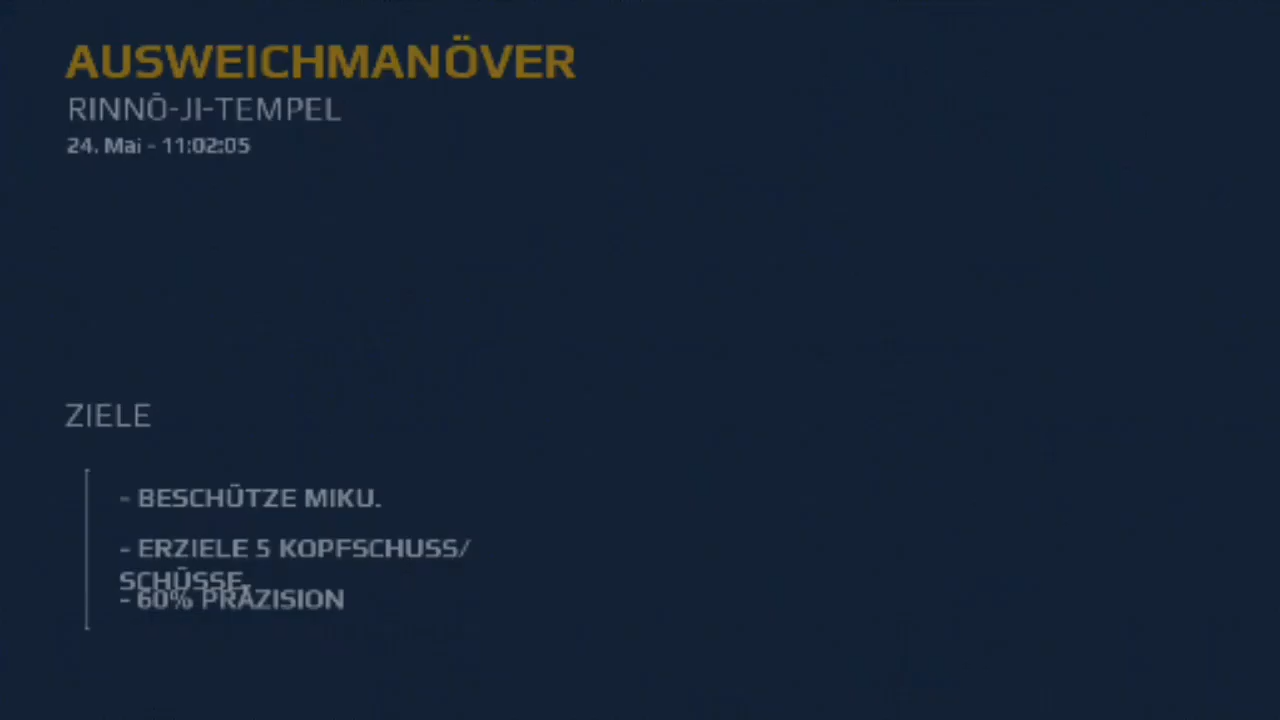 AUSWEICHMANÖVER
RINNŌ-JI-TEMPEL
24. Mai - 11:02:05
ZIELE
- BESCHÜTZE MIKU.
- ERZIELE 5 KOPFSCHUSS/
SCHÜSSE.
- 60% PRÄZISION